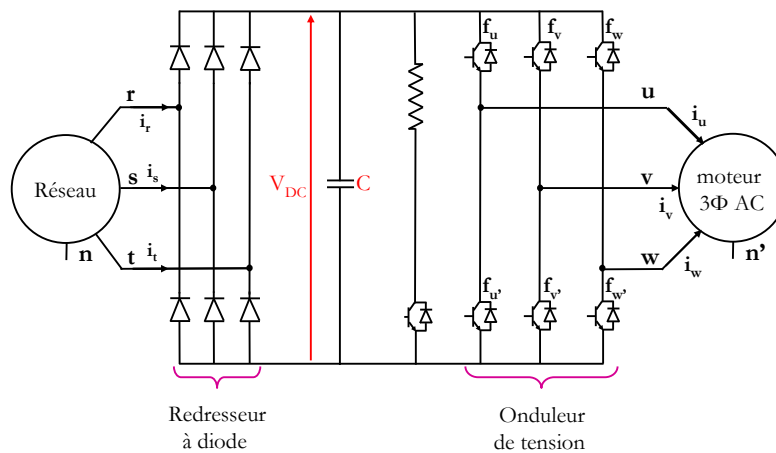 f_u f_v f_w
r
i_r
u
i_u
Réseau
s i_s
V_DC
C
v
i_v
moteur
3Φ AC
n
t i_t
w
i_w
n’
f_u’ f_v’ f_w’
Redresseur
à diode
Onduleur
de tension